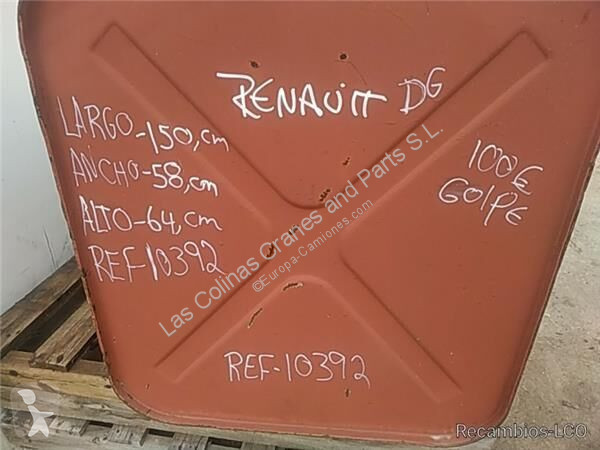 RENAULT DG
LARGO-150,cm
ANCHO-58,cm
ALTO-64,cm
REF-10392
100€
GOLPE
REF-10392
Las Colinas Cranes and Parts S.L.
©Europa-Camiones.com
Recambios-LCO